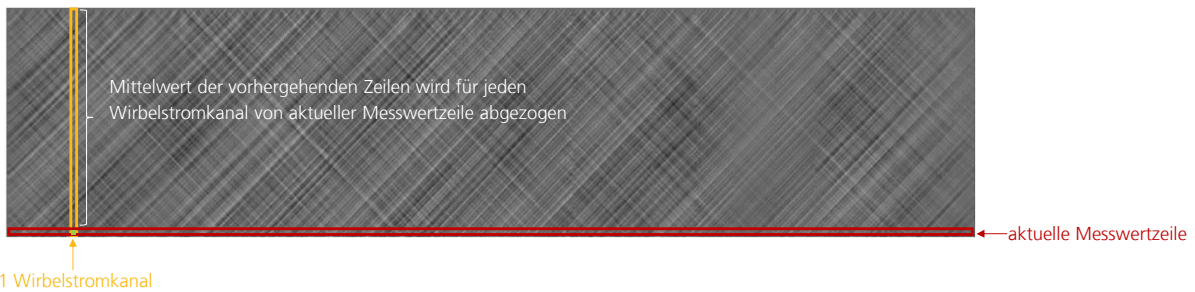 Mittelwert der vorhergehenden Zeilen wird für jeden
Wirbelstromkanal von aktueller Messwertzeile abgezogen
aktuelle Messwertzeile
1 Wirbelstromkanal